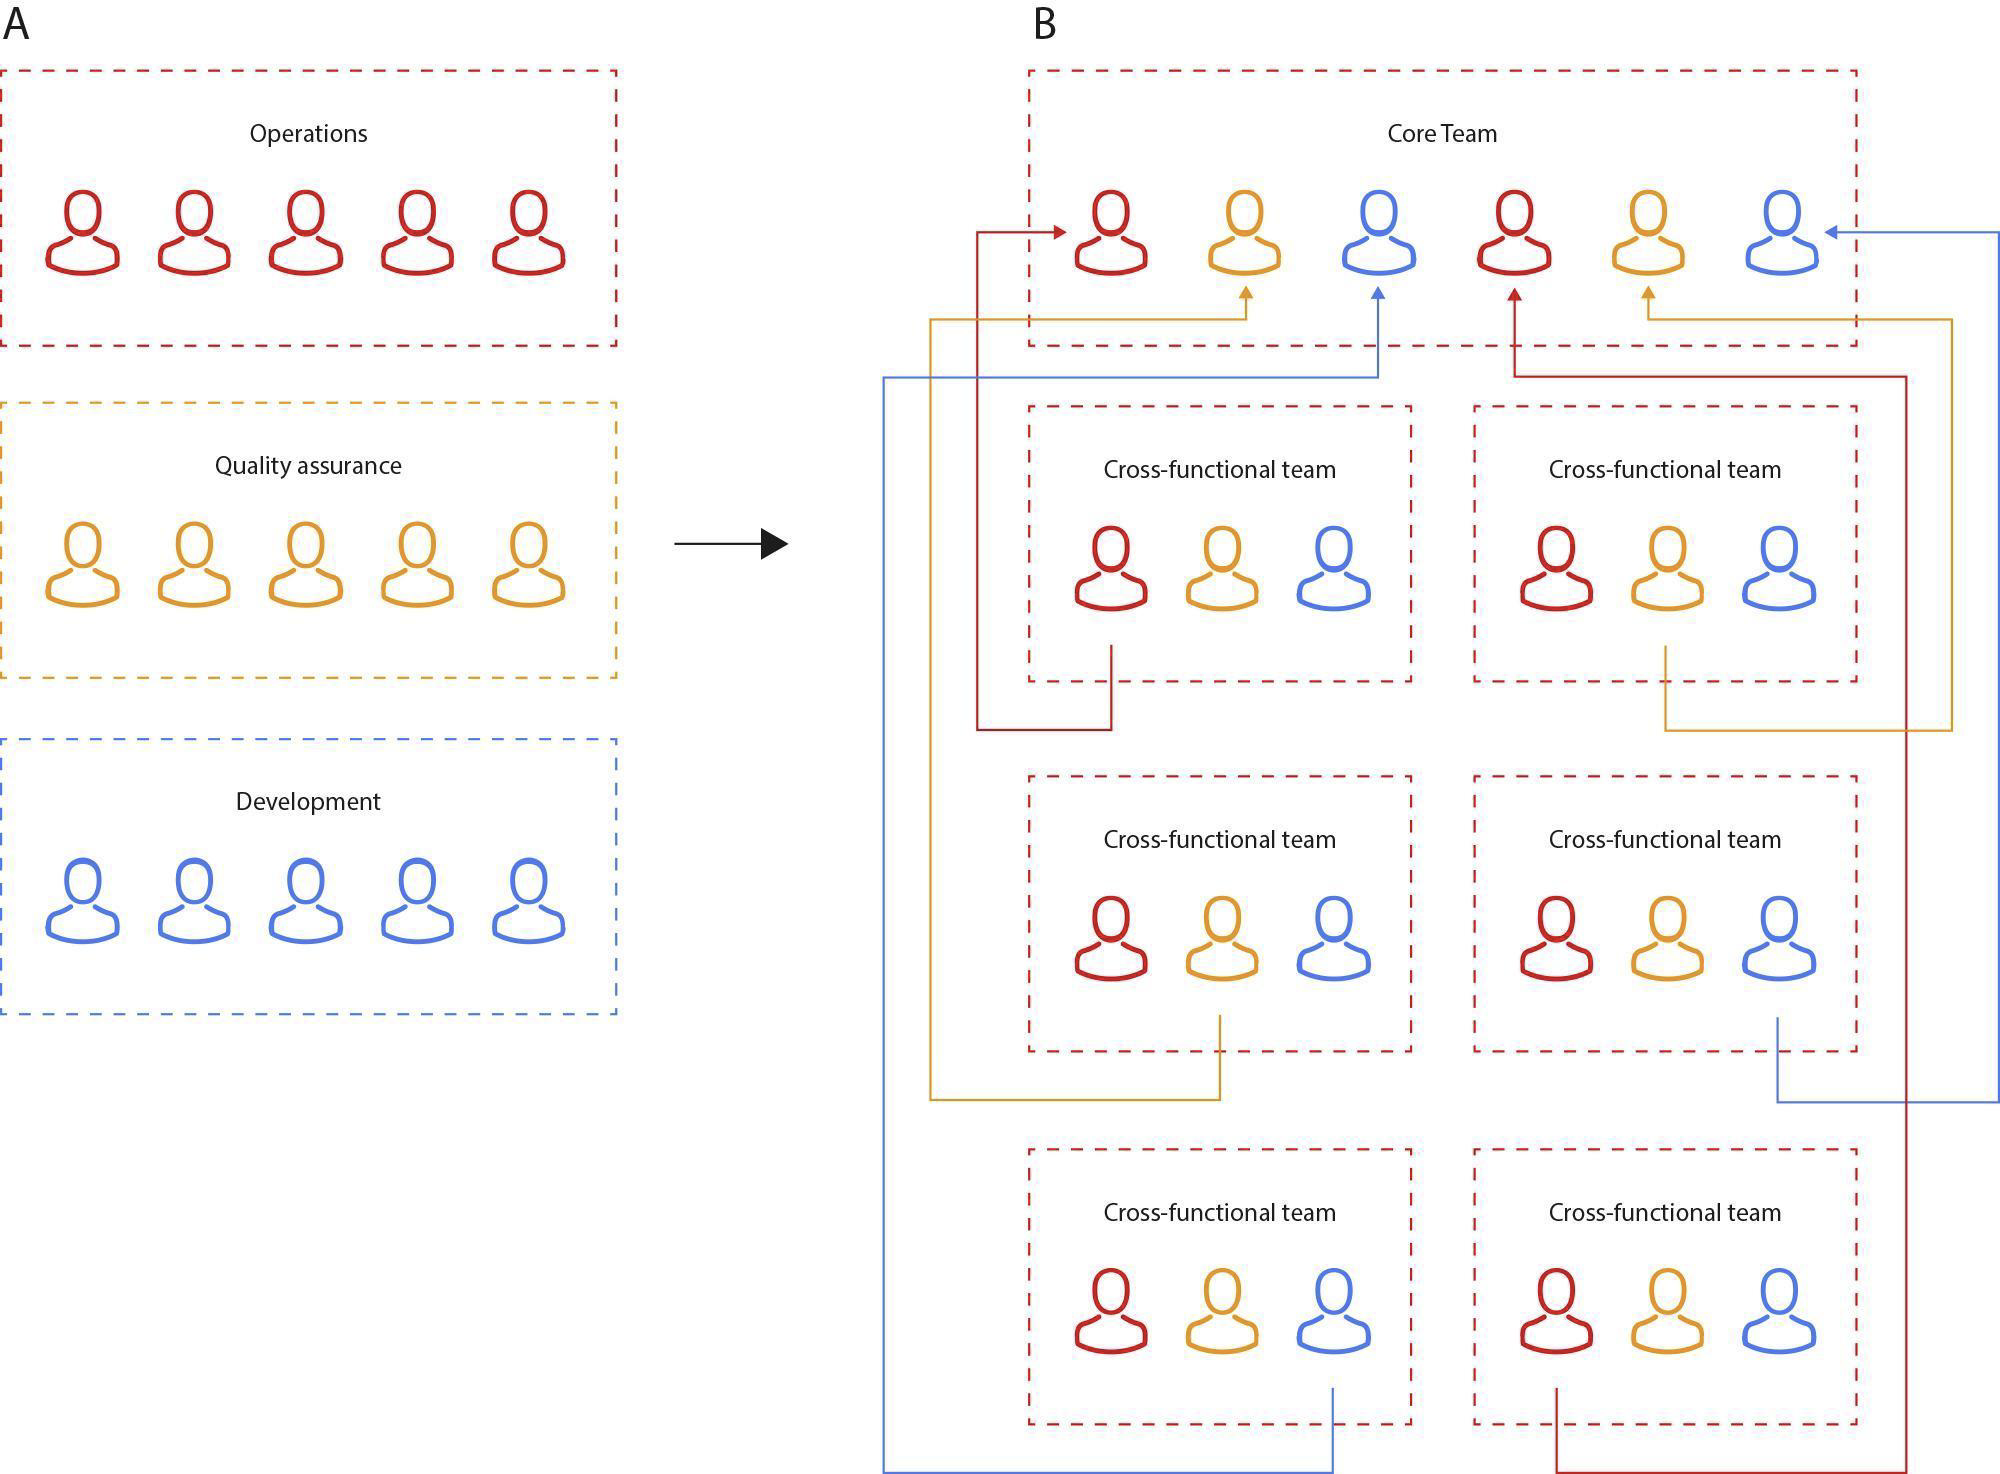 A
Operations
Quality assurance
Development
B
Core Team
Cross-functional team
Cross-functional team
Cross-functional team
Cross-functional team
Cross-functional team
Cross-functional team